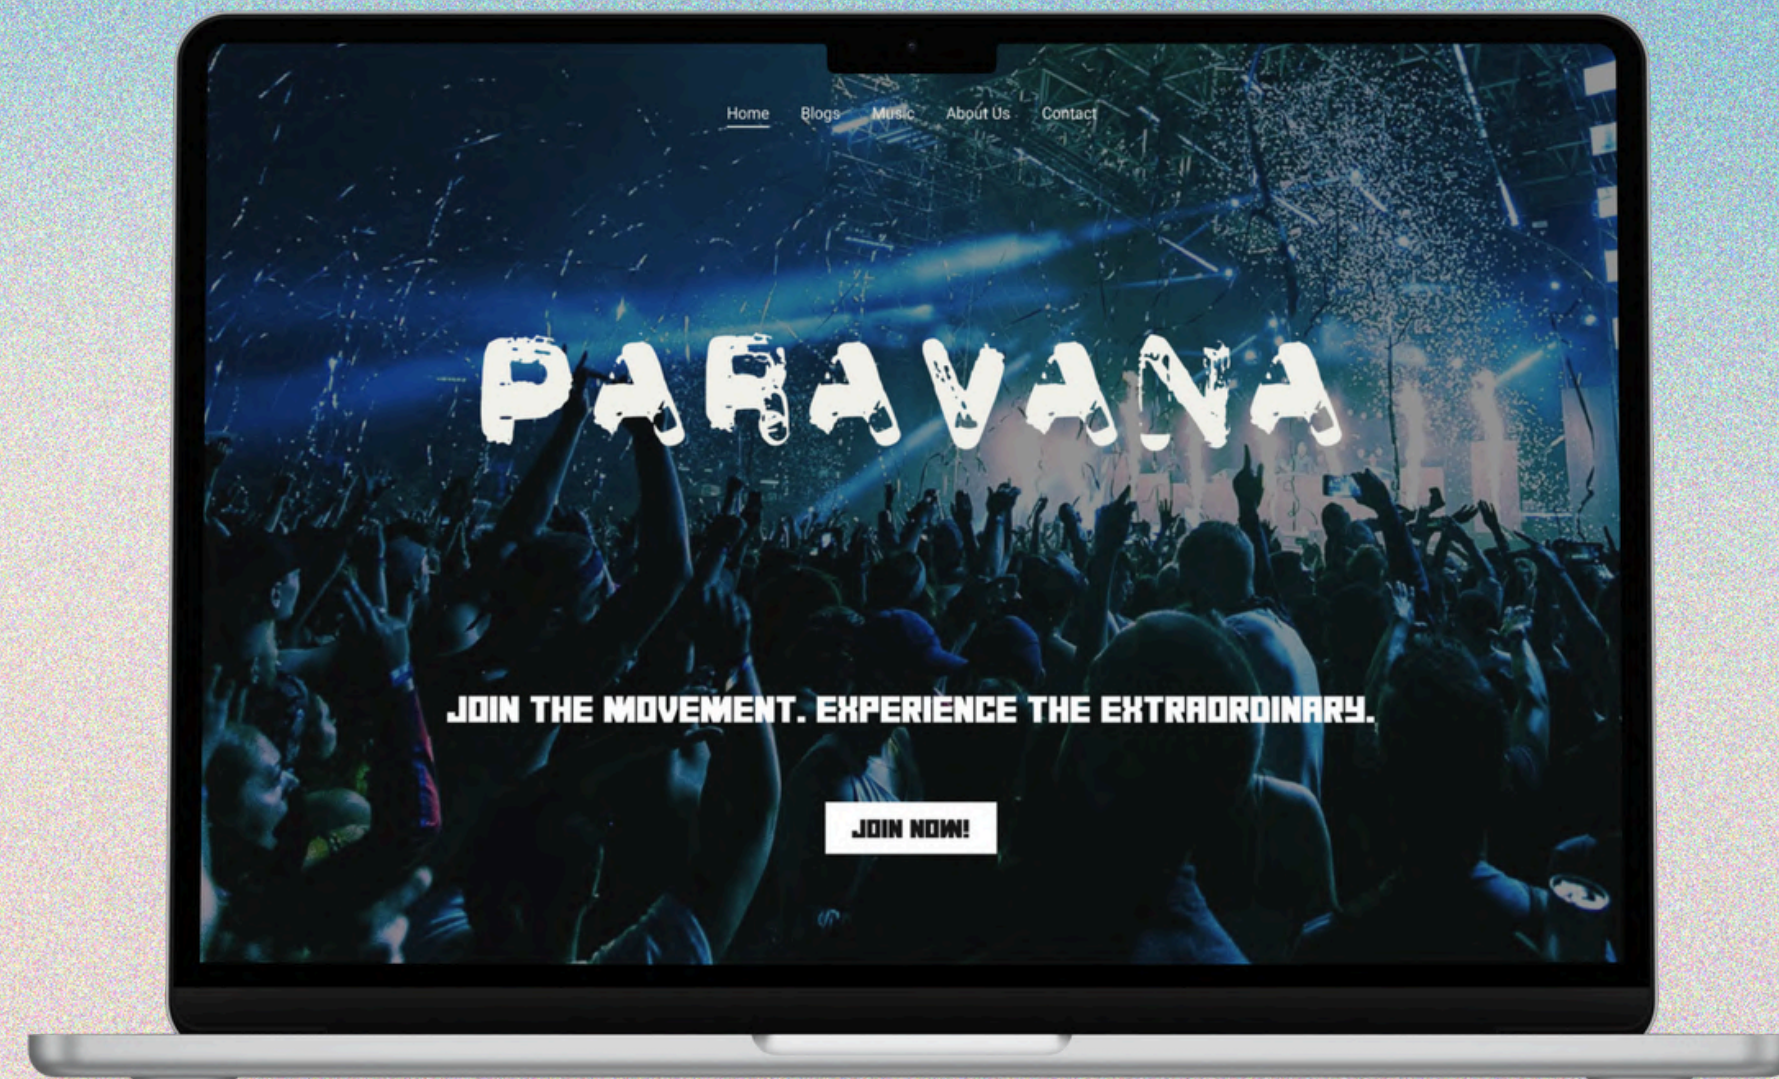 Home Blogs Music About Us Contact
PARAVANA
JOIN THE MOVEMENT. EXPERIENCE THE EXTRAORDINARY.
JOIN NOW!